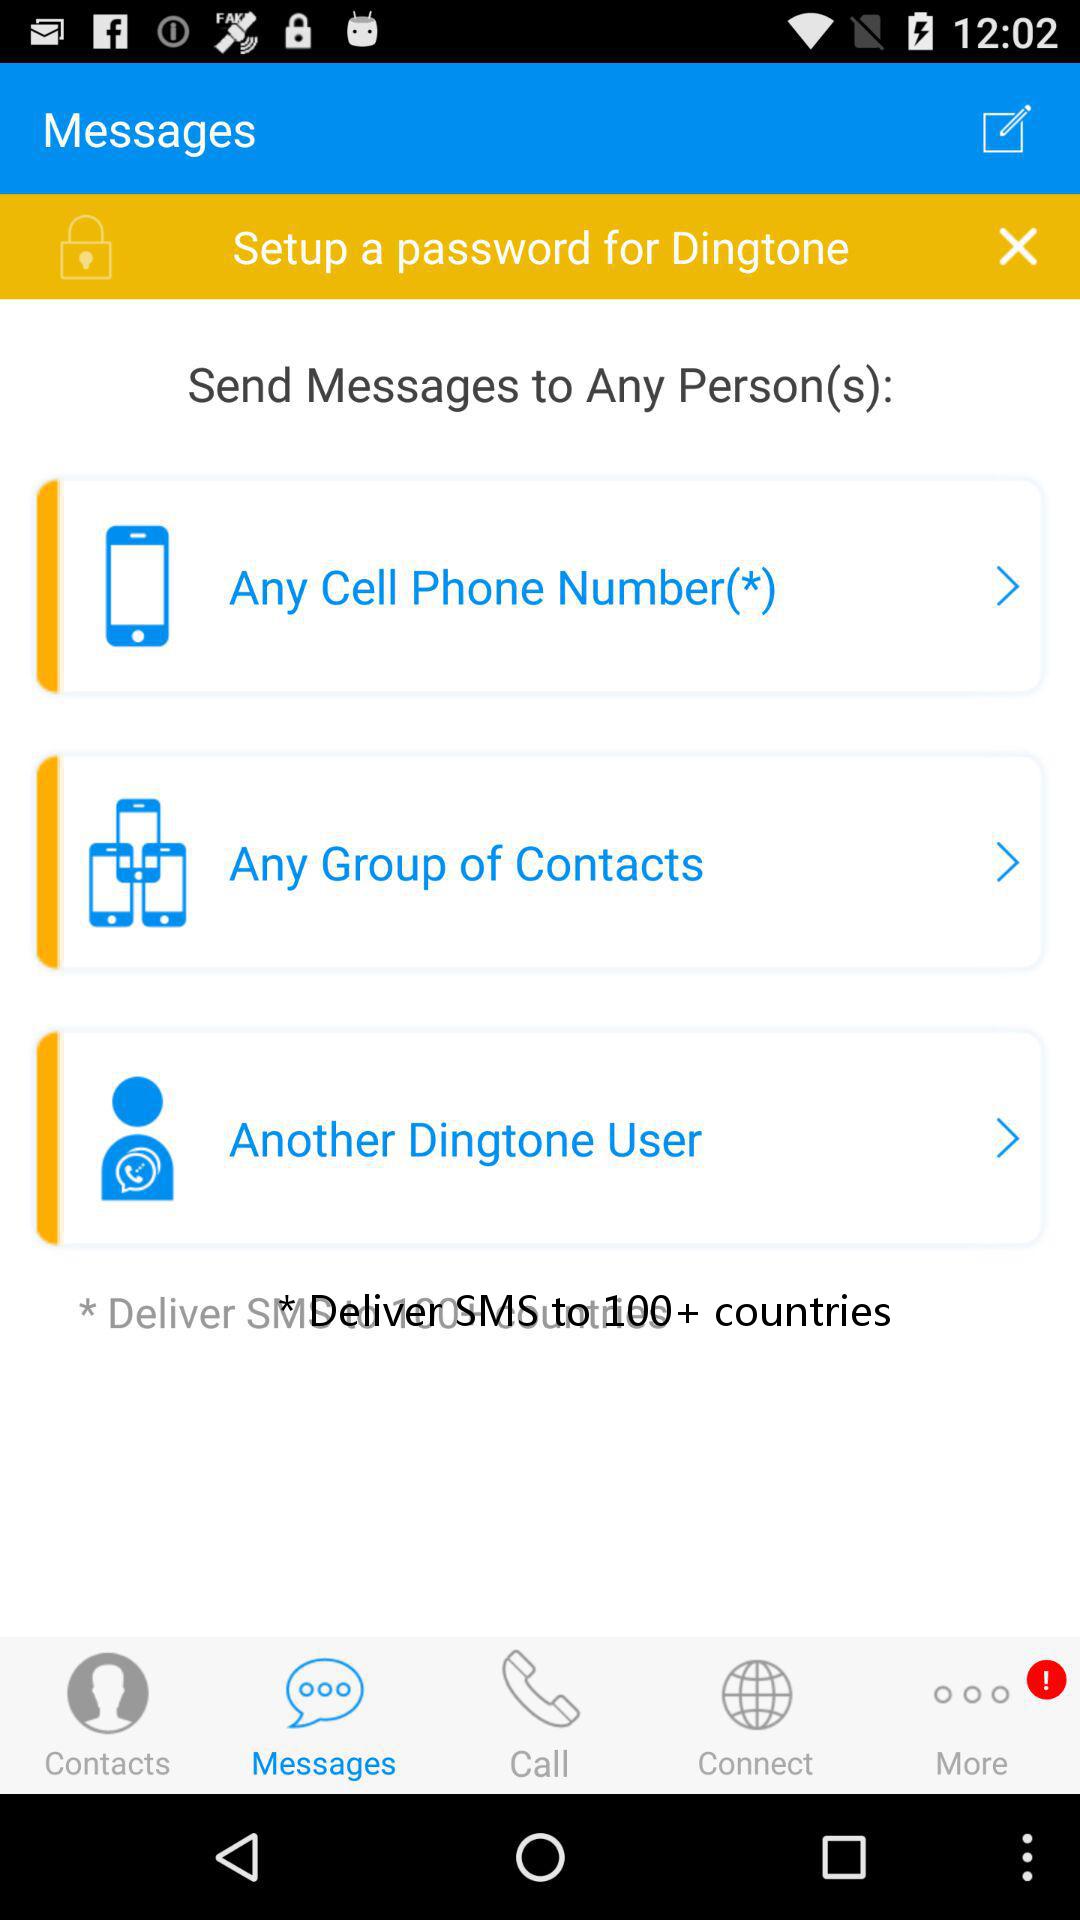 FAKE
12:02
Messages
Setup a password for Dingtone
Send Messages to Any Person(s):
Any Cell Phone Number(*)
Any Group of Contacts
Another Dingtone User
* Deliver SMS to 100+ countries
* Deliver SMS to 100+ countries
!
Contacts
Messages
Call
Connect
More